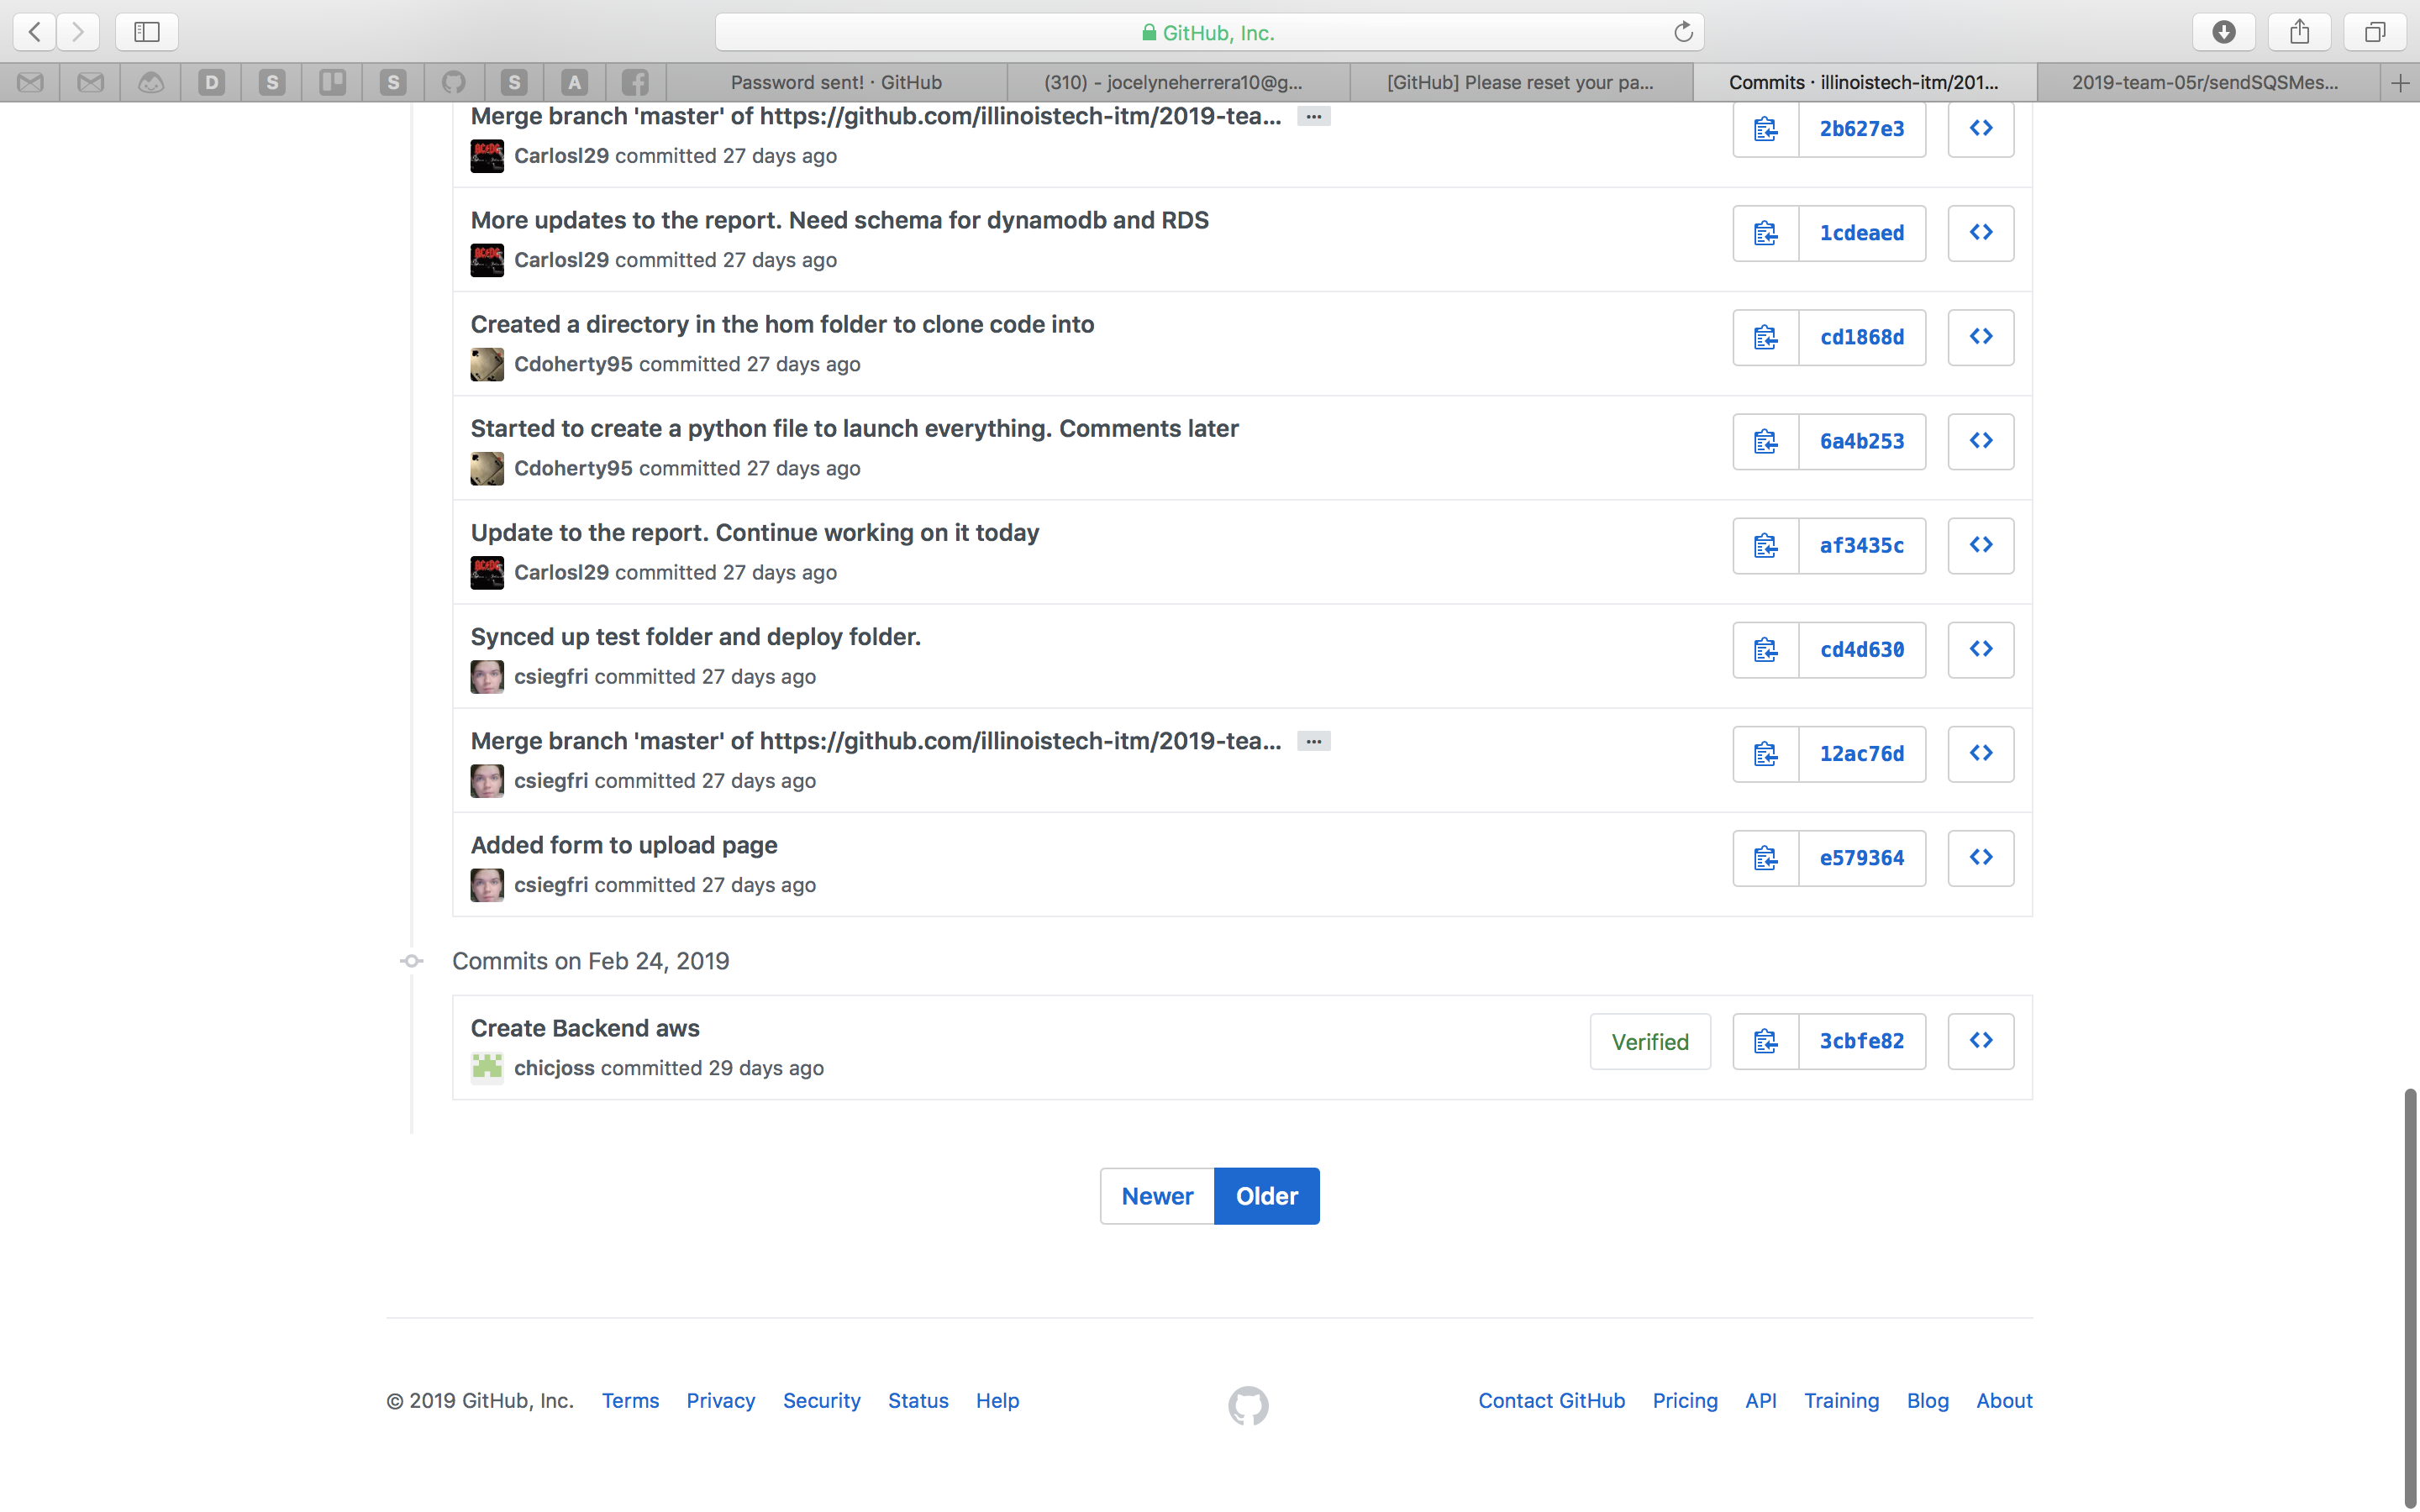 GitHub, Inc.
D
S
S
S
A
Password sent! · GitHub
(310) - jocelyneherrera10@g...
[GitHub] Please reset your pa...
Commits · illinoistech-itm/201...
2019-team-05r/sendSQSMes...
Merge branch 'master' of https://github.com/illinoistech-itm/2019-tea... ...
Carlosl29 committed 27 days ago
2b627e3
More updates to the report. Need schema for dynamodb and RDS
Carlosl29 committed 27 days ago
1cdeaed
Created a directory in the hom folder to clone code into
Cdoherty95 committed 27 days ago
cd1868d
Started to create a python file to launch everything. Comments later
Cdoherty95 committed 27 days ago
6a4b253
Update to the report. Continue working on it today
Carlosl29 committed 27 days ago
af3435c
Synced up test folder and deploy folder.
csiegfri committed 27 days ago
cd4d630
Merge branch 'master' of https://github.com/illinoistech-itm/2019-tea... ...
csiegfri committed 27 days ago
12ac76d
Added form to upload page
csiegfri committed 27 days ago
e579364
Commits on Feb 24, 2019
Create Backend aws
chicjoss committed 29 days ago
Verified
3cbfe82
Newer
Older
© 2019 GitHub, Inc. Terms Privacy Security Status Help
Contact GitHub Pricing API Training Blog About